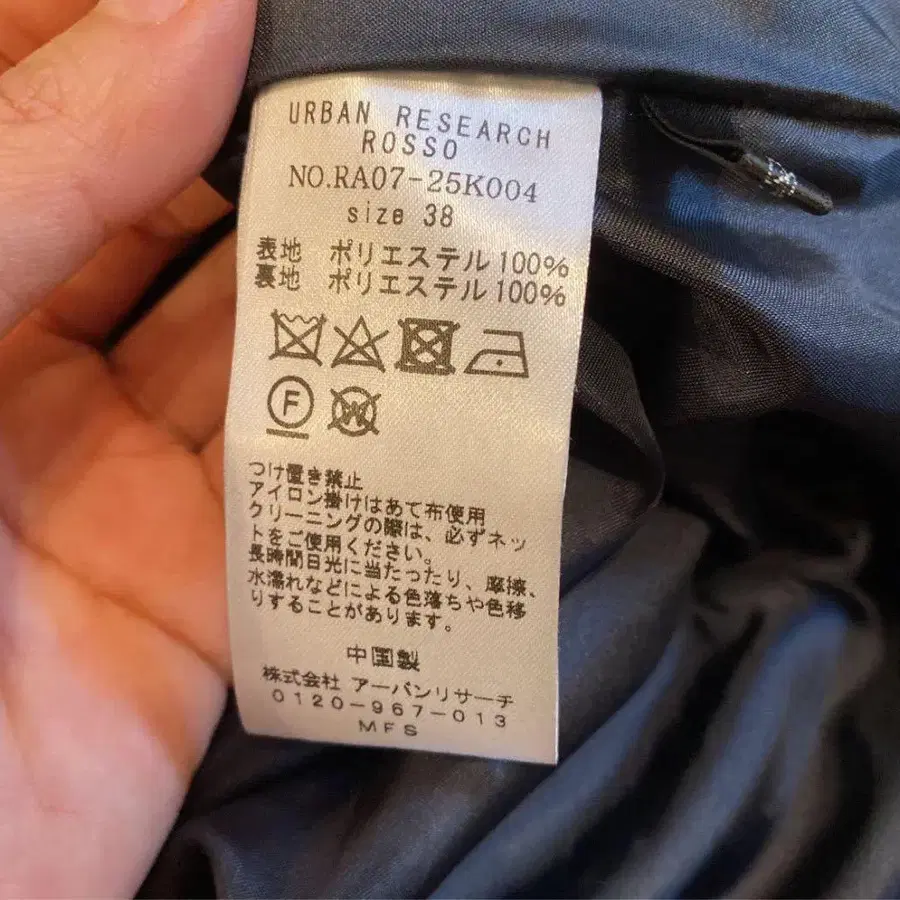 URBAN RESEARCH
ROSSO
NO.RA07-25K004
size 38
表地 ポリエステル100%
裏地 ポリエステル100%
F W
つけ置き禁止
アイロン掛けはあて布使用
クリーニングの際は、必ずネッ
トをご使用ください。
長時間日光に当たったり、摩擦、
水濡れなどによる色落ちや色移
りすることがあります。
中国製
株式会社 アーバンリサーチ
0120-967-013
MFS